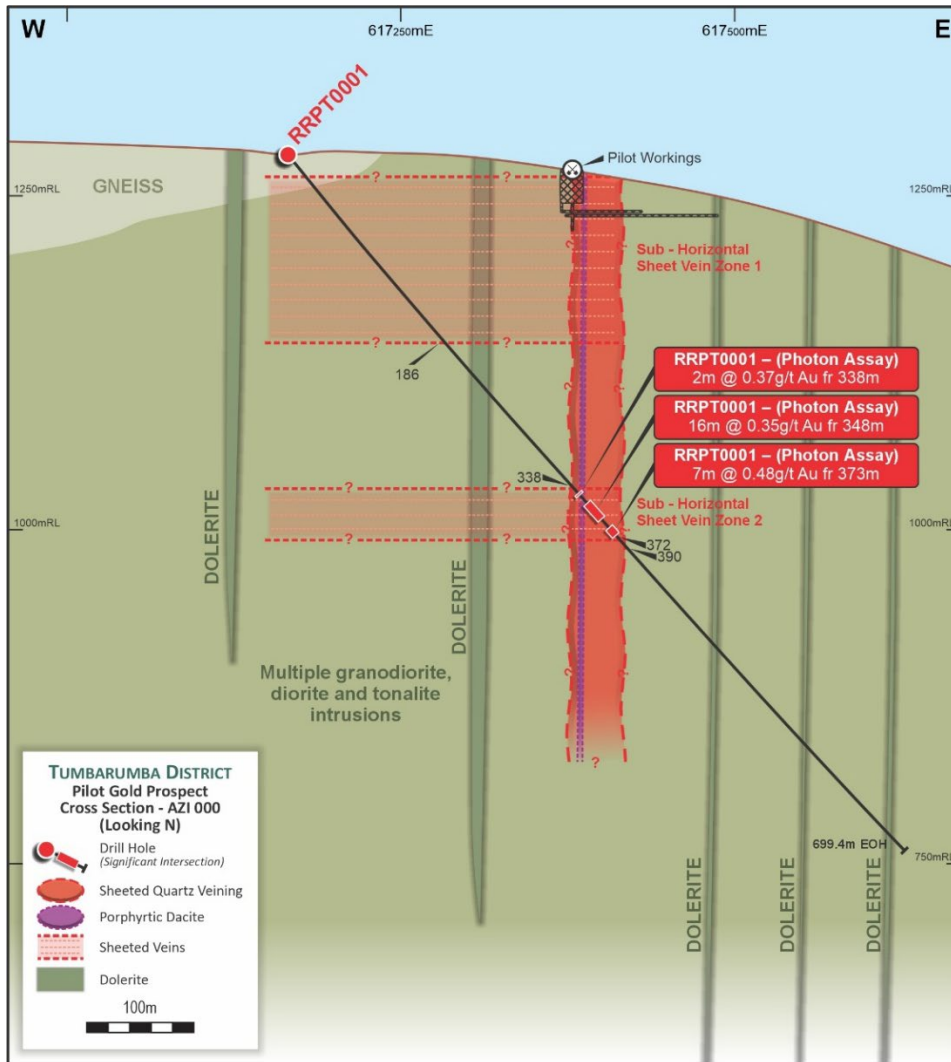 W
617250mE
617500mE
E
RRPT0001
Pilot Workings
GNEISS
1250mRL
1250mRL
?
?
?
?
Sub - Horizontal
Sheet Vein Zone 1
?
?
186
?
?
RRPT0001 – (Photon Assay)
2m @ 0.37g/t Au fr 338m
RRPT0001 – (Photon Assay)
16m @ 0.35g/t Au fr 348m
RRPT0001 – (Photon Assay)
7m @ 0.48g/t Au fr 373m
338
?
?
Sub - Horizontal
Sheet Vein Zone 2
1000mRL
1000mRL
?
?
?
?
372
390
DOLERITE
DOLERITE
Multiple granodiorite,
diorite and tonalite
intrusions
?
?
?
699.4m EOH
750mRL
DOLERITE
DOLERITE
DOLERITE
TUMBARUMBA DISTRICT
Pilot Gold Prospect
Cross Section - AZI 000
(Looking N)
Drill Hole
(Significant Intersection)
Sheeted Quartz Veining
Porphyrtic Dacite
Sheeted Veins
Dolerite
100m